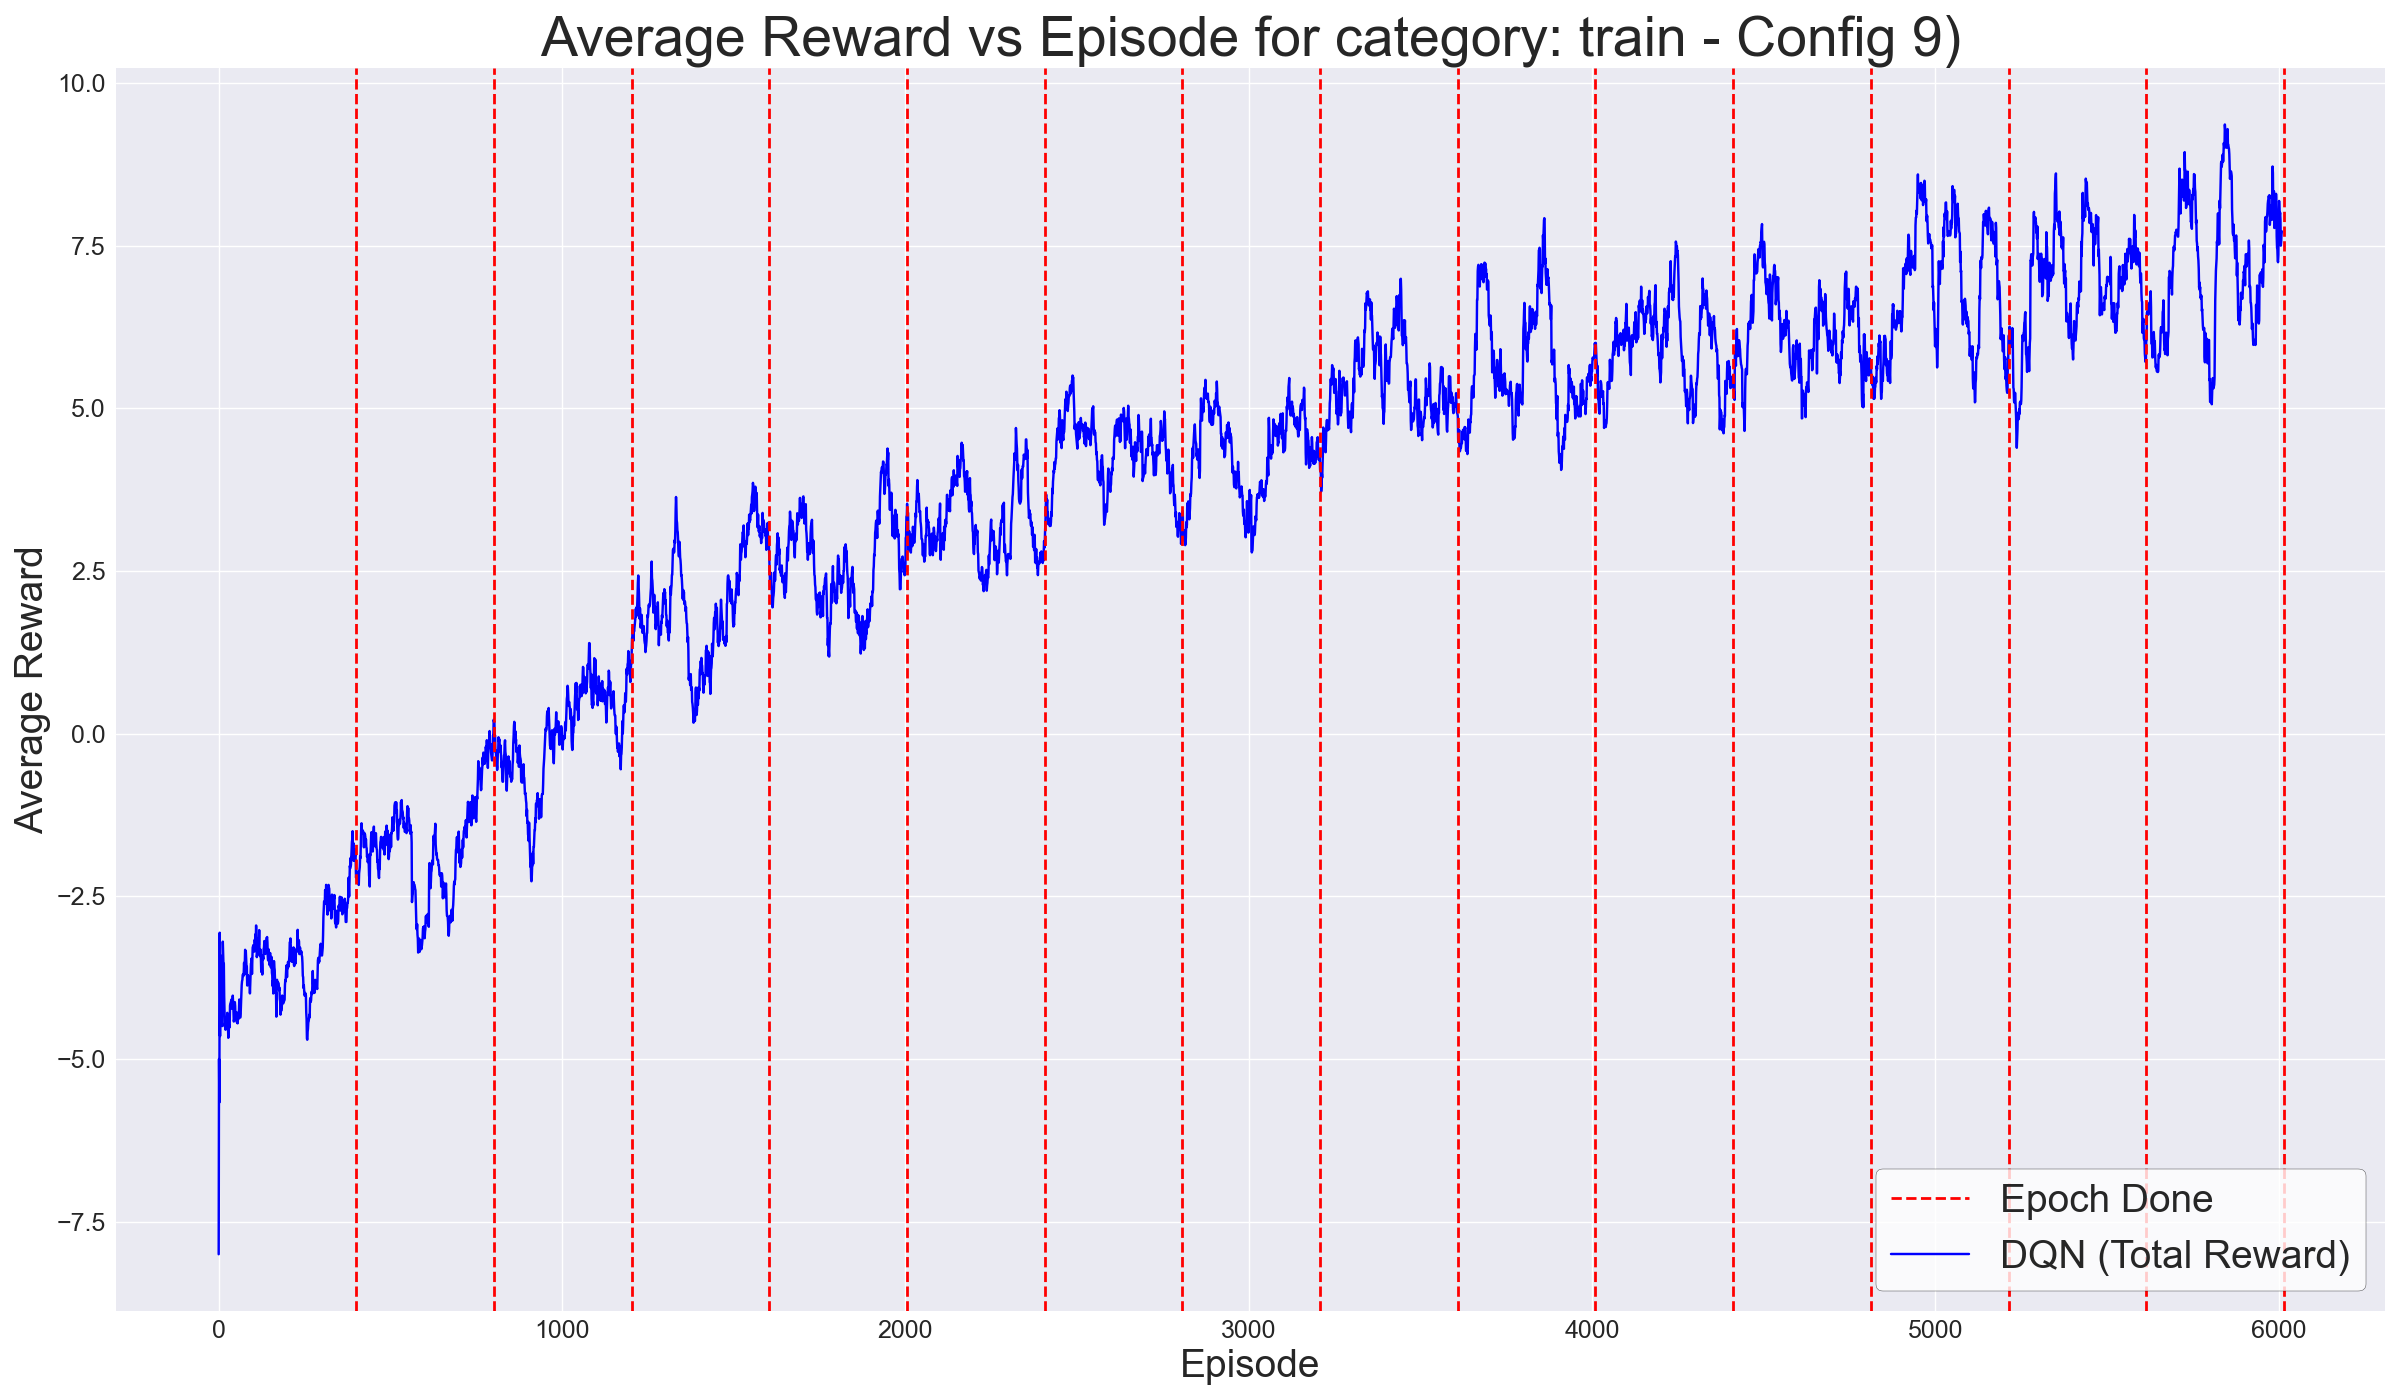 Average Reward vs Episode for category: train - Config 9)
10.0
7.5
5.0
2.5
0.0
−2.5
−5.0
−7.5
Average Reward
0 1000 2000 3000 4000 5000 6000
Episode
Epoch Done
DQN (Total Reward)